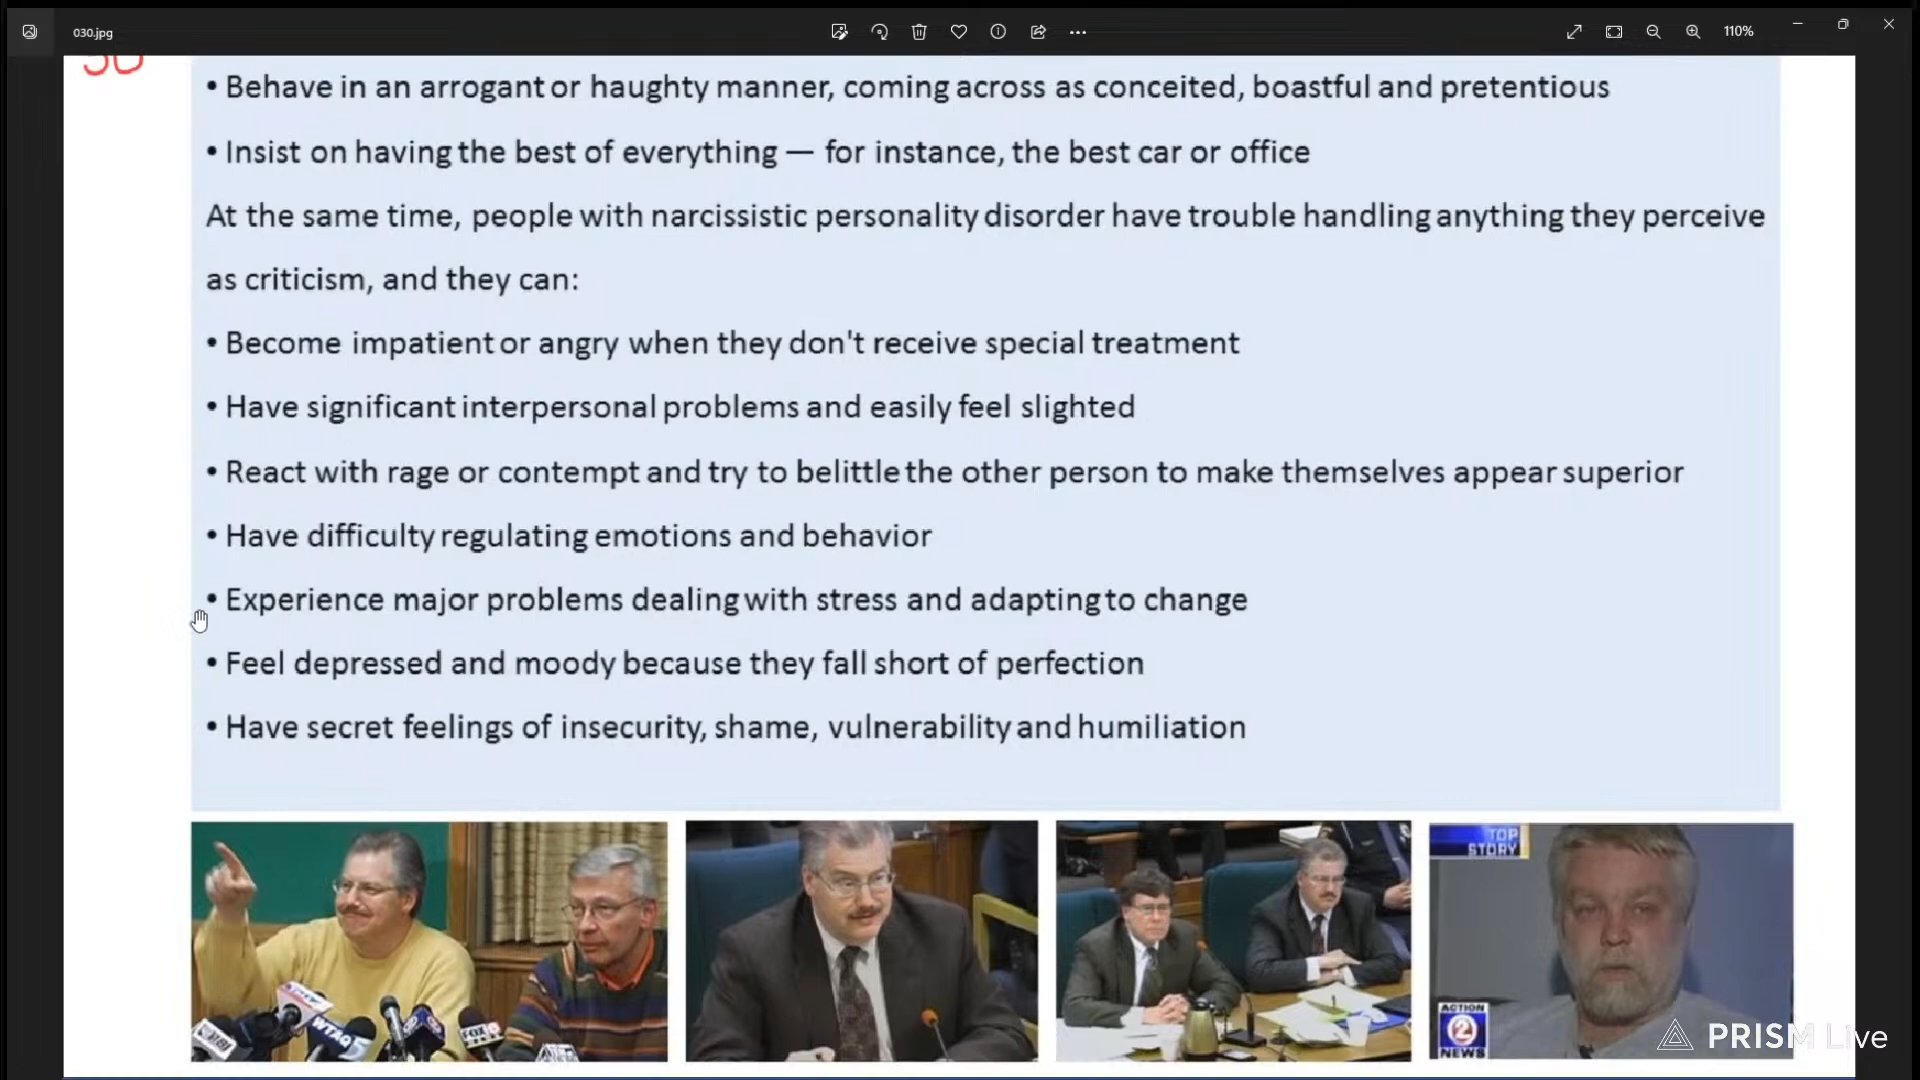 030.jpg
110%
30
• Behave in an arrogant or haughty manner, coming across as conceited, boastful and pretentious
• Insist on having the best of everything — for instance, the best car or office
At the same time, people with narcissistic personality disorder have trouble handling anything they perceive
as criticism, and they can:
• Become impatient or angry when they don't receive special treatment
• Have significant interpersonal problems and easily feel slighted
• React with rage or contempt and try to belittle the other person to make themselves appear superior
• Have difficulty regulating emotions and behavior
• Experience major problems dealing with stress and adapting to change
• Feel depressed and moody because they fall short of perfection
• Have secret feelings of insecurity, shame, vulnerability and humiliation
TOP
STORY
WTAQ
FOX
ACTION
2
NEWS
PRISM Live